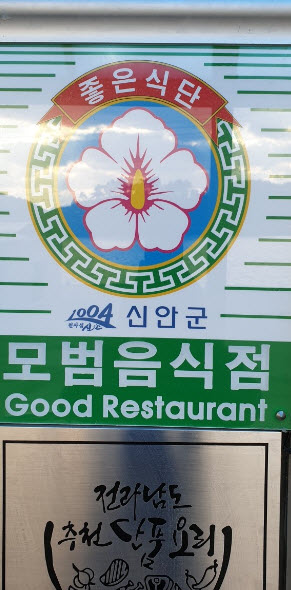 좋은식단
1004 신안군
모범음식점
Good Restaurant
전라남도
추천 단품요리